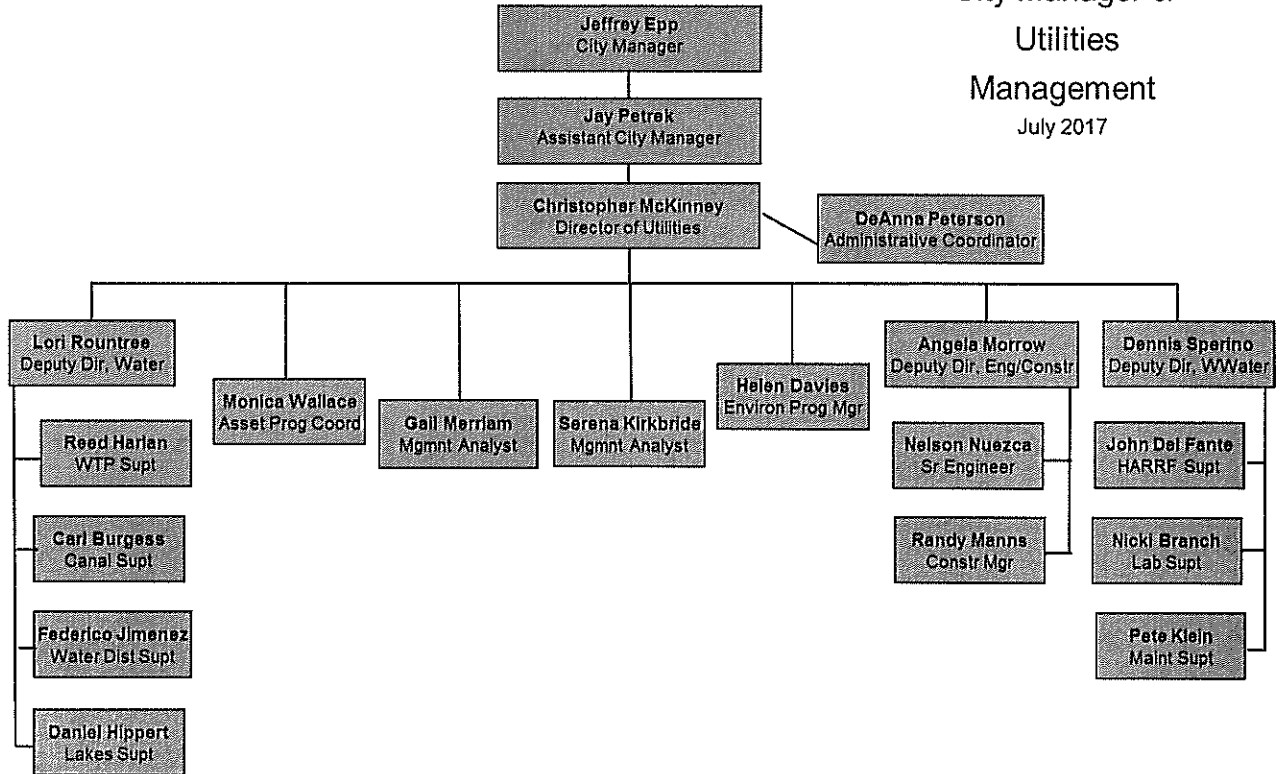 Utilities
Management
July 2017
Jeffrey Epp
City Manager
Jay Petrek
Assistant City Manager
Christopher McKinney
Director of Utilities
DeAnna Peterson
Administrative Coordinator
Lori Rountree
Deputy Dir, Water
Monica Wallace
Asset Prog Coord
Gail Merriam
Mgmnt Analyst
Serena Kirkbride
Mgmnt Analyst
Helen Davies
Environ Prog Mgr
Angela Morrow
Deputy Dir, Eng/Constr
Dennis Sperino
Deputy Dir, WWater
Reed Harlan
WTP Supt
Carl Burgess
Canal Supt
Federico Jimenez
Water Dist Supt
Daniel Hippert
Lakes Supt
Nelson Nuezca
Sr Engineer
Randy Manns
Constr Mgr
John Del Fante
HARRF Supt
Nicki Branch
Lab Supt
Pete Klein
Maint Supt